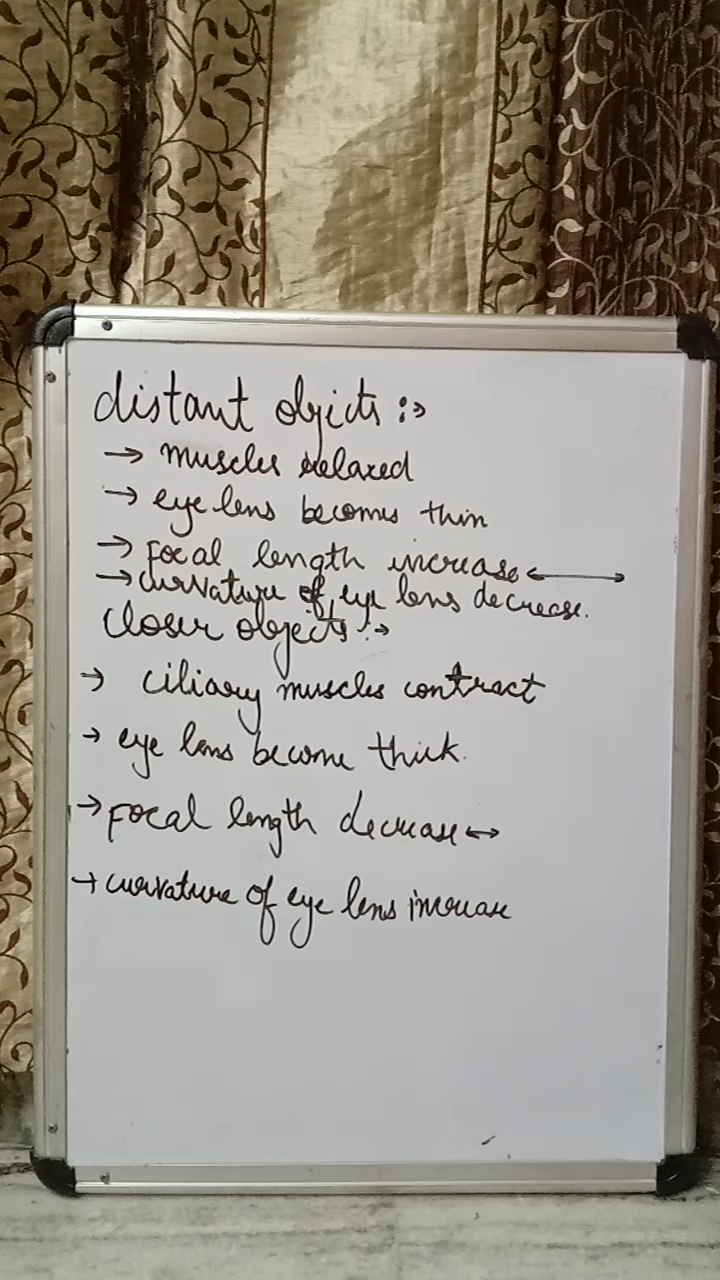 distant objects :->
→ muscles relaxed
→ eye lens becomes thin
→ Focal length increase ←→
→ curvature of eye lens decrease.
Closer objects :->
→ ciliary muscles contract
→ eye lens become thick.
→ Focal length decrease ↔
→ curvature of eye lens increase